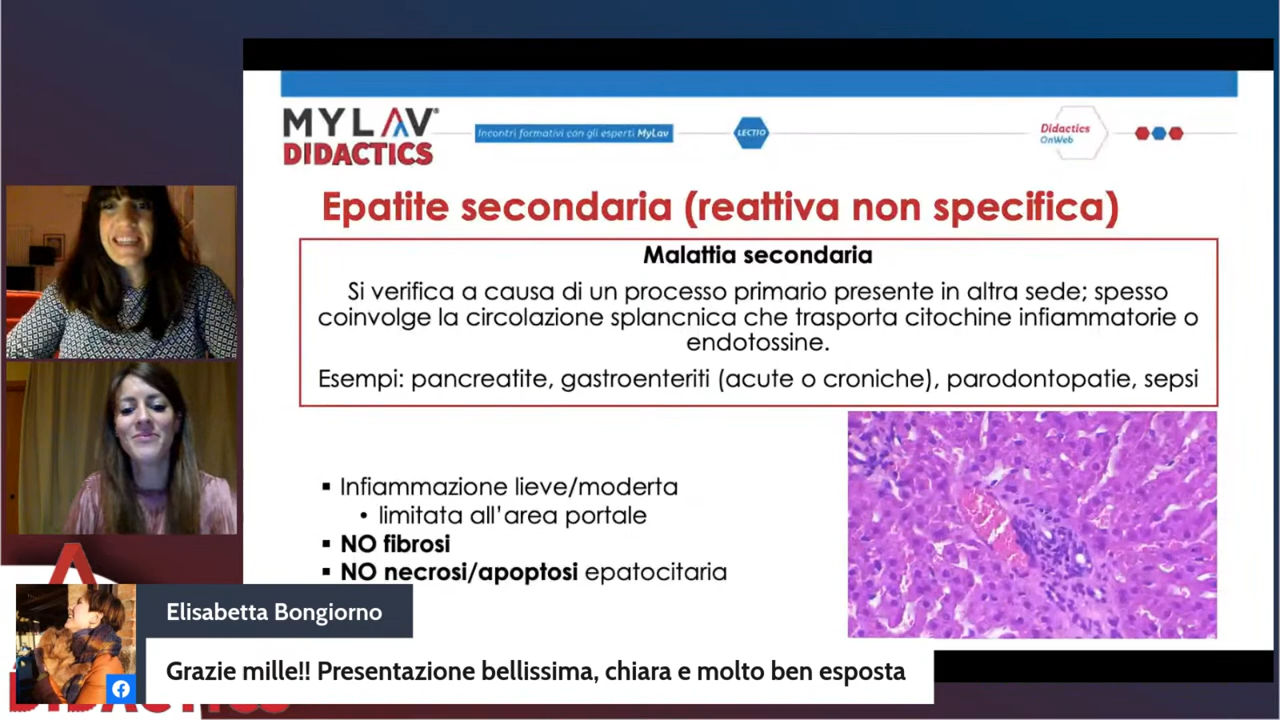 MYLAV®
DIDACTICS
Incontri formativi con gli esperti MyLav
LECTIO
Didactics
OnWeb
Epatite secondaria (reattiva non specifica)
Malattia secondaria
Si verifica a causa di un processo primario presente in altra sede; spesso
coinvolge la circolazione splancnica che trasporta citochine infiammatorie o
endotossine.
Esempi: pancreatite, gastroenteriti (acute o croniche), parodontopatie, sepsi
▪ Infiammazione lieve/moderta
• limitata all’area portale
▪ NO fibrosi
▪ NO necrosi/apoptosi epatocitaria
Elisabetta Bongiorno
Grazie mille!! Presentazione bellissima, chiara e molto ben esposta